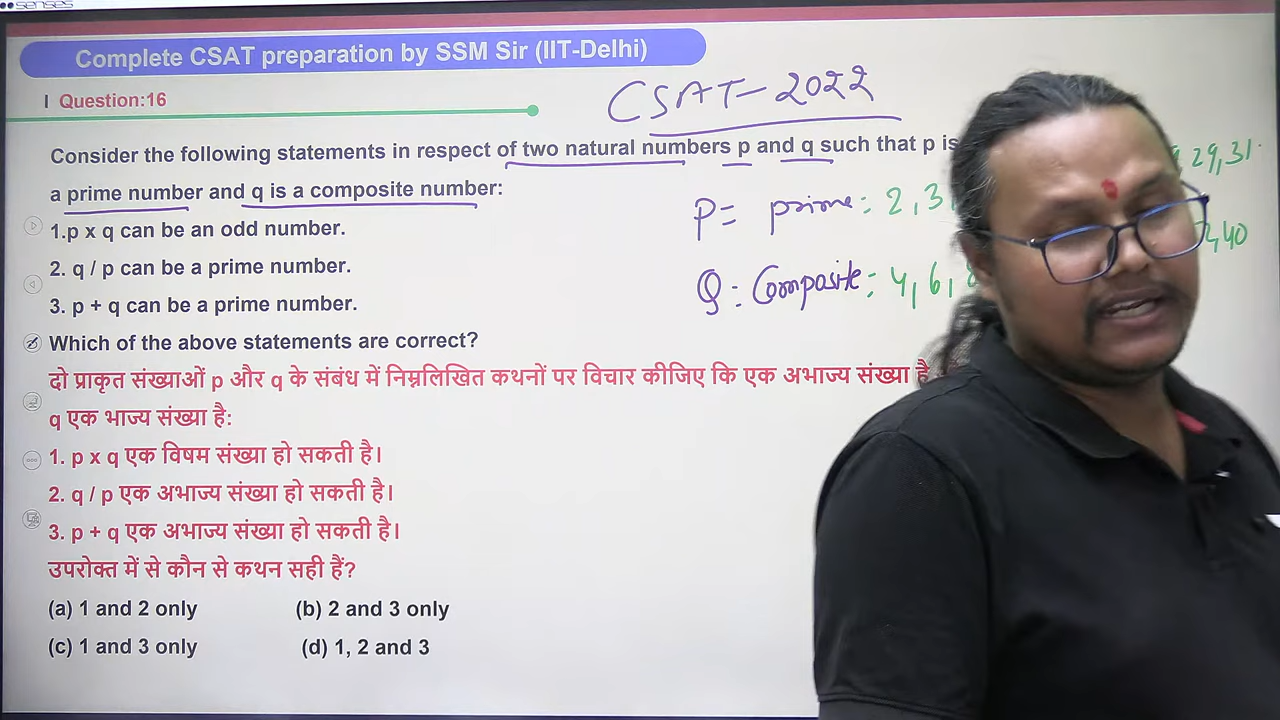 senses
Complete CSAT preparation by SSM Sir (IIT-Delhi)
Question:16
CSAT-2022
Consider the following statements in respect of two natural numbers p and q such that p is
a prime number and q is a composite number:
1.p x q can be an odd number.
2. q / p can be a prime number.
3. p + q can be a prime number.
Which of the above statements are correct?
दो प्राकृत संख्याओं p और q के संबंध में निम्नलिखित कथनों पर विचार कीजिए कि एक अभाज्य संख्या है
q एक भाज्य संख्या है:
1. p x q एक विषम संख्या हो सकती है।
2. q / p एक अभाज्य संख्या हो सकती है।
3. p + q एक अभाज्य संख्या हो सकती है।
उपरोक्त में से कौन से कथन सही हैं?
(a) 1 and 2 only (b) 2 and 3 only
(c) 1 and 3 only (d) 1, 2 and 3
P= prime: 2, 3 29, 31
Q: Composite: 4, 6, 8 40